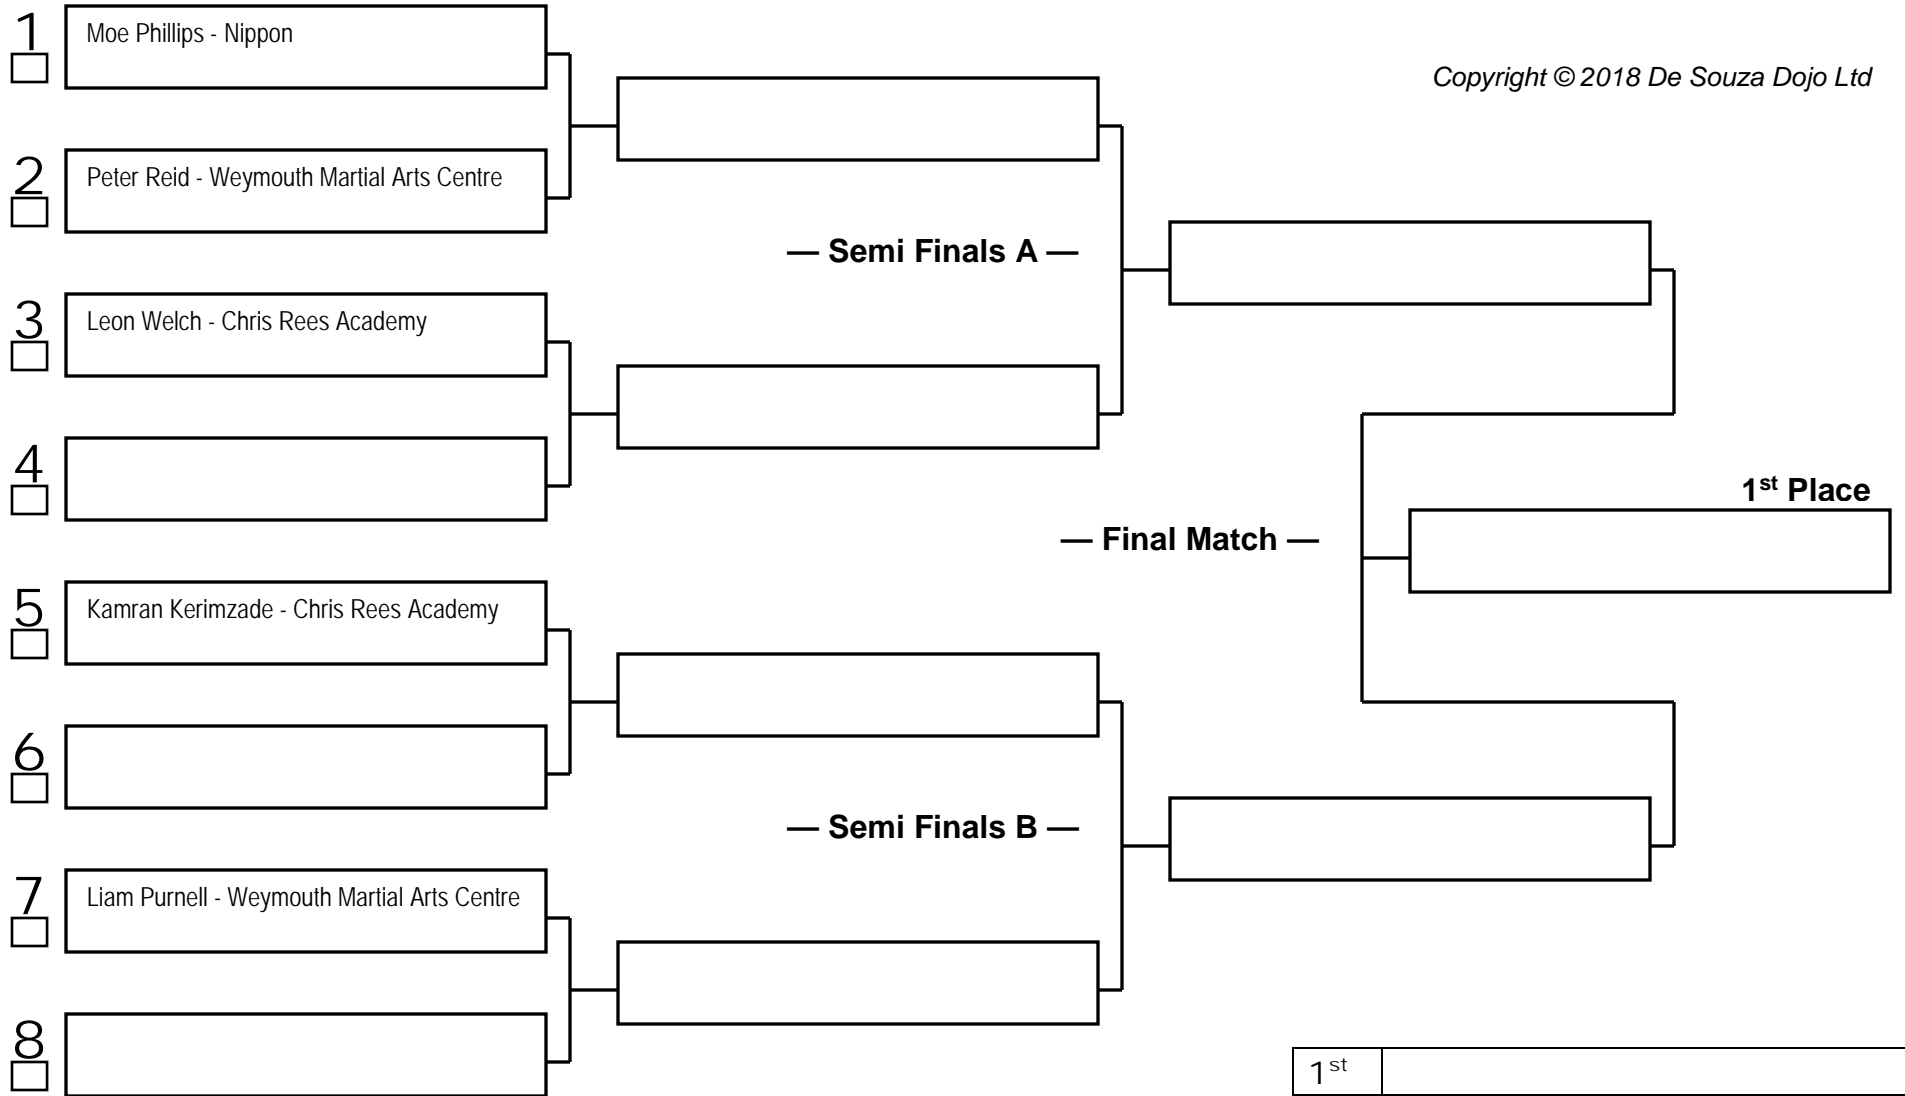 1
Moe Phillips - Nippon
Copyright © 2018 De Souza Dojo Ltd
2
Peter Reid - Weymouth Martial Arts Centre
— Semi Finals A —
3
Leon Welch - Chris Rees Academy
4
1st Place
— Final Match —
5
Kamran Kerimzade - Chris Rees Academy
6
— Semi Finals B —
7
Liam Purnell - Weymouth Martial Arts Centre
8
1st